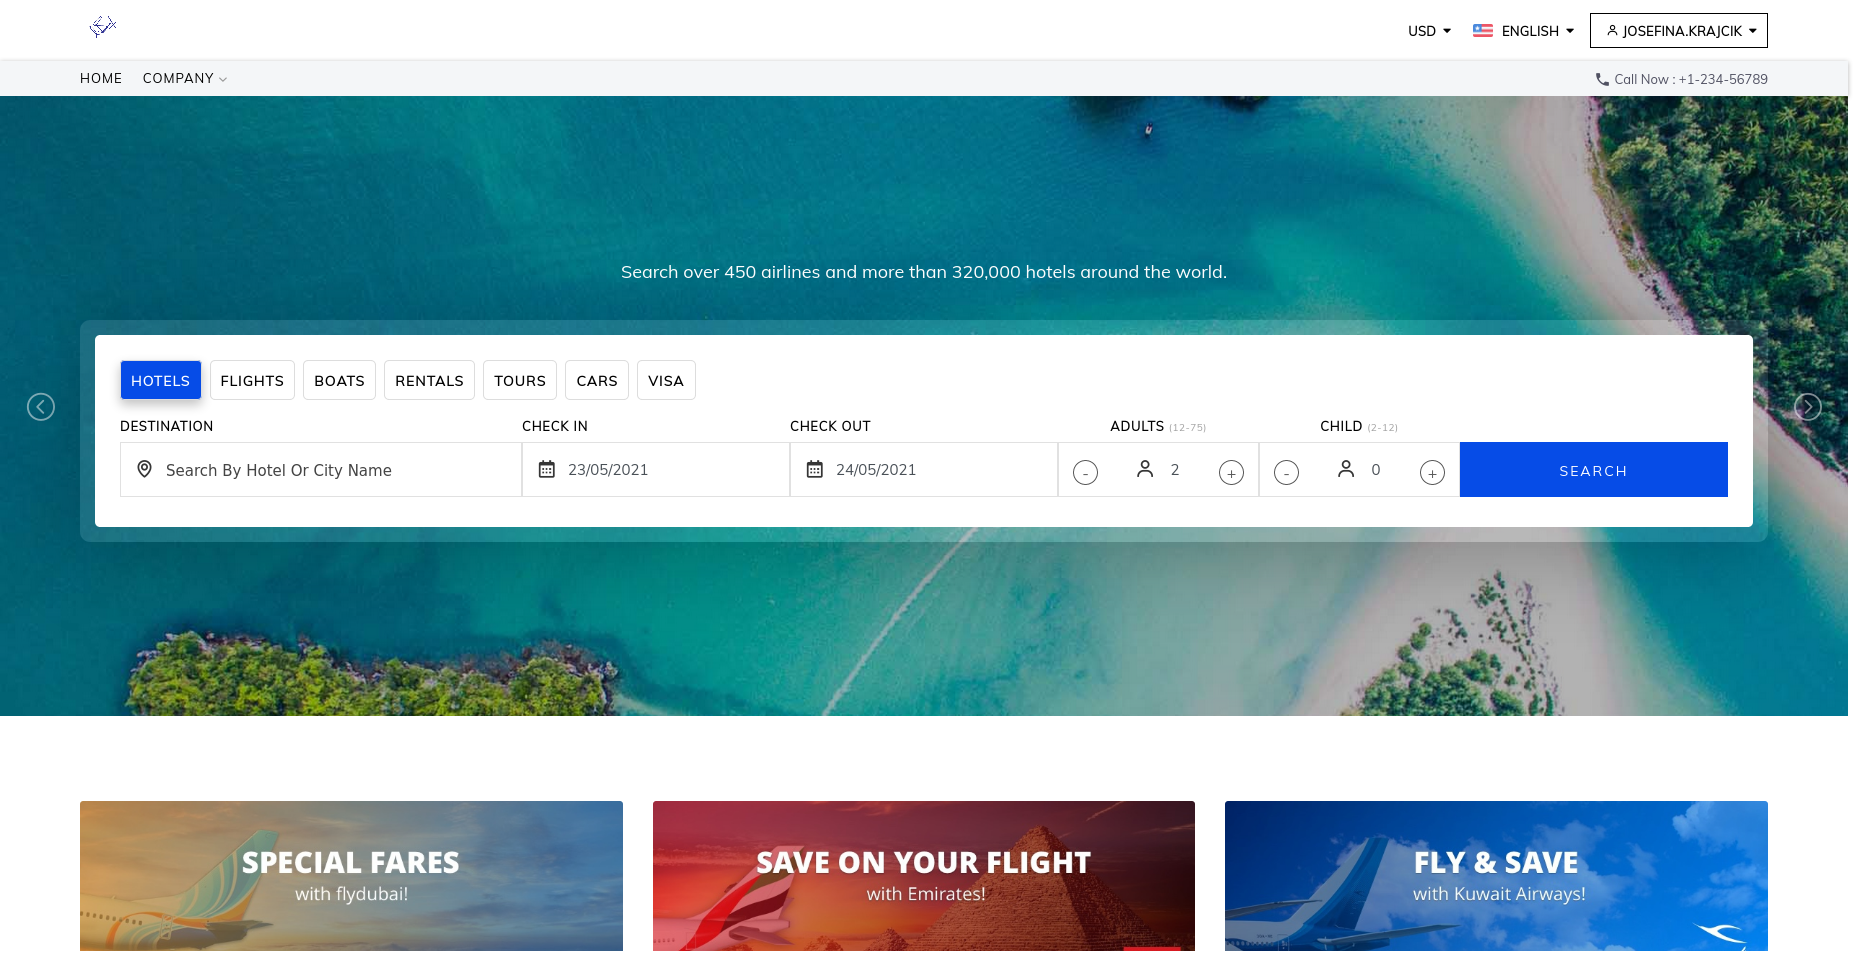 USD ENGLISH JOSEFINA.KRAJCIK
HOME COMPANY Call Now : +1-234-56789
Search over 450 airlines and more than 320,000 hotels around the world.
HOTELS FLIGHTS BOATS RENTALS TOURS CARS VISA
DESTINATION CHECK IN CHECK OUT ADULTS (12-75) CHILD (2-12)
Search By Hotel Or City Name 23/05/2021 24/05/2021 - 2 + - 0 + SEARCH
SPECIAL FARES
with flydubai!
SAVE ON YOUR FLIGHT
with Emirates!
FLY & SAVE
with Kuwait Airways!